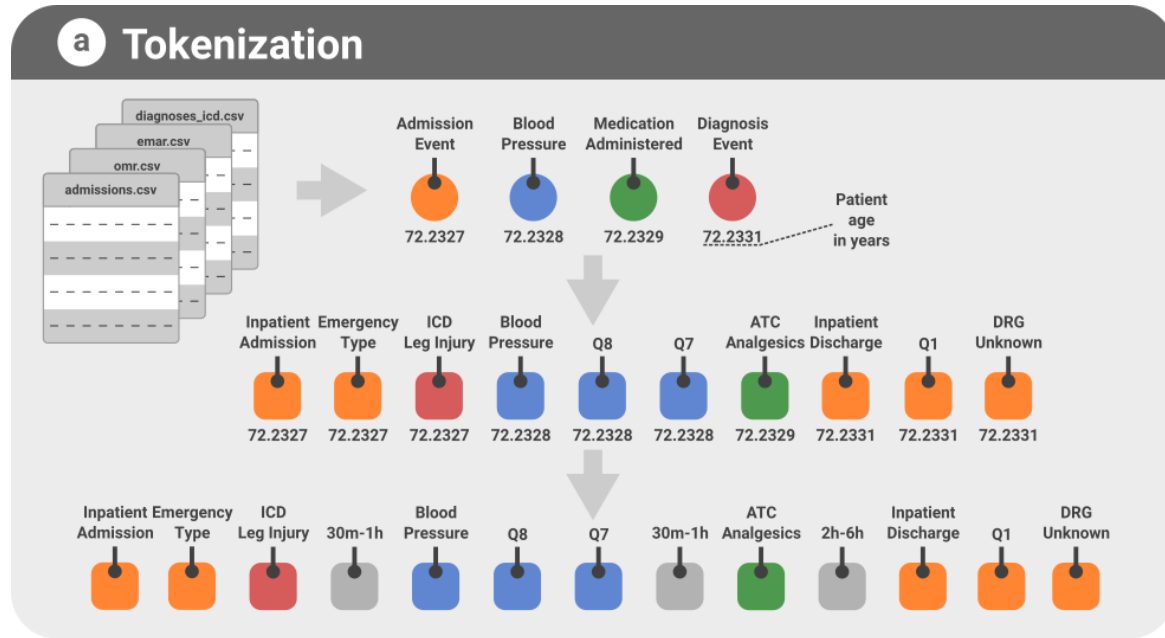 a Tokenization
diagnoses_icd.csv
emar.csv
omr.csv
admissions.csv
Admission
Event
Blood
Pressure
Medication
Administered
Diagnosis
Event
72.2327
72.2328
72.2329
72.2331
Patient
age
in years
Inpatient
Admission
Emergency
Type
ICD
Leg Injury
Blood
Pressure
Q8
Q7
ATC
Analgesics
Inpatient
Discharge
Q1
DRG
Unknown
72.2327
72.2327
72.2327
72.2328
72.2328
72.2328
72.2329
72.2331
72.2331
72.2331
Inpatient
Admission
Emergency
Type
ICD
Leg Injury
30m-1h
Blood
Pressure
Q8
Q7
30m-1h
ATC
Analgesics
2h-6h
Inpatient
Discharge
Q1
DRG
Unknown